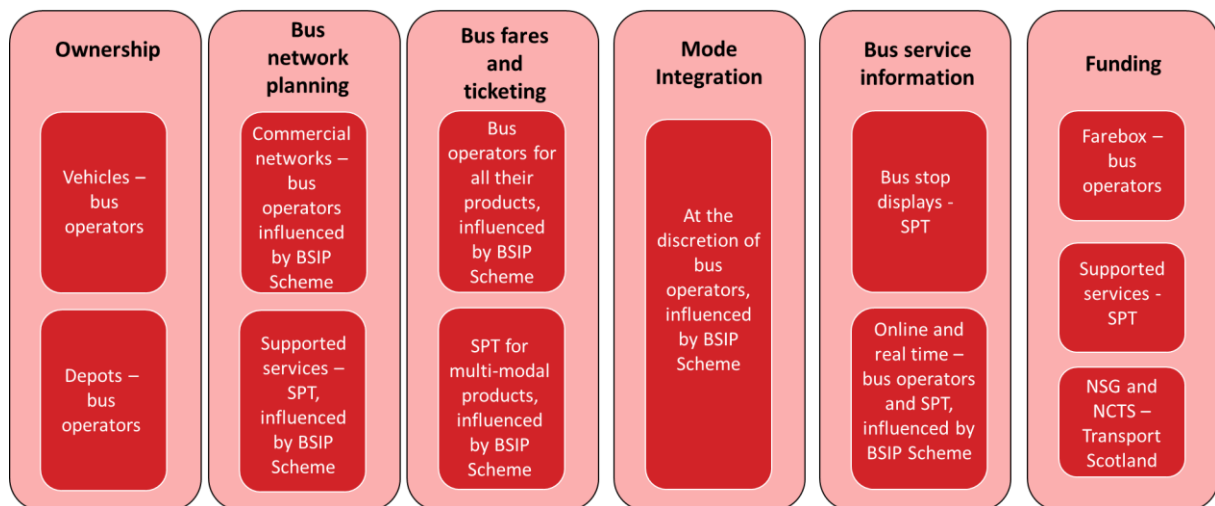 Ownership
Vehicles –
bus
operators
Depots –
bus
operators
Bus
network
planning
Commercial
networks –
bus
operators
influenced
by BSIP
Scheme
Supported
services –
SPT,
influenced
by BSIP
Scheme
Bus fares
and
ticketing
Bus
operators for
all their
products,
influenced
by BSIP
Scheme
SPT for
multi-modal
products,
influenced
by BSIP
Scheme
Mode
Integration
At the
discretion of
bus
operators,
influenced
by BSIP
Scheme
Bus service
information
Bus stop
displays -
SPT
Online and
real time –
bus operators
and SPT,
influenced by
BSIP Scheme
Funding
Farebox –
bus
operators
Supported
services -
SPT
NSG and
NCTS –
Transport
Scotland